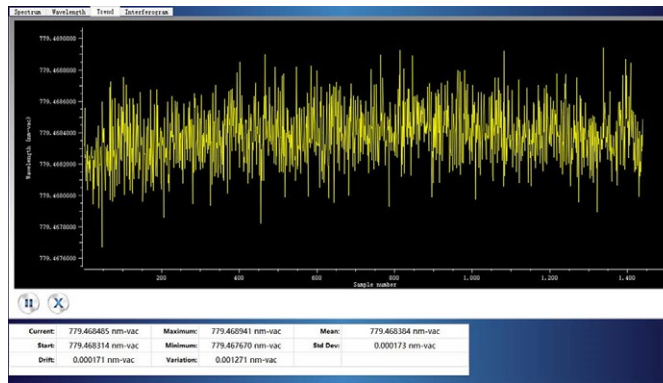 Spectrum Wavelength Trend Interferogram
779.4690000
779.4688000
779.4686000
779.4684000
779.4682000
779.4680000
779.4678000
779.4676000
Wavelength (nm-vac)
200 400 600 800 1.000 1.200 1.400
Sample number
Current: 779.468485 nm-vac Maximum: 779.468941 nm-vac Mean: 779.468384 nm-vac
Start: 779.468314 nm-vac Minimum: 779.467670 nm-vac Std Dev: 0.000173 nm-vac
Drift: 0.000171 nm-vac Variation: 0.001271 nm-vac